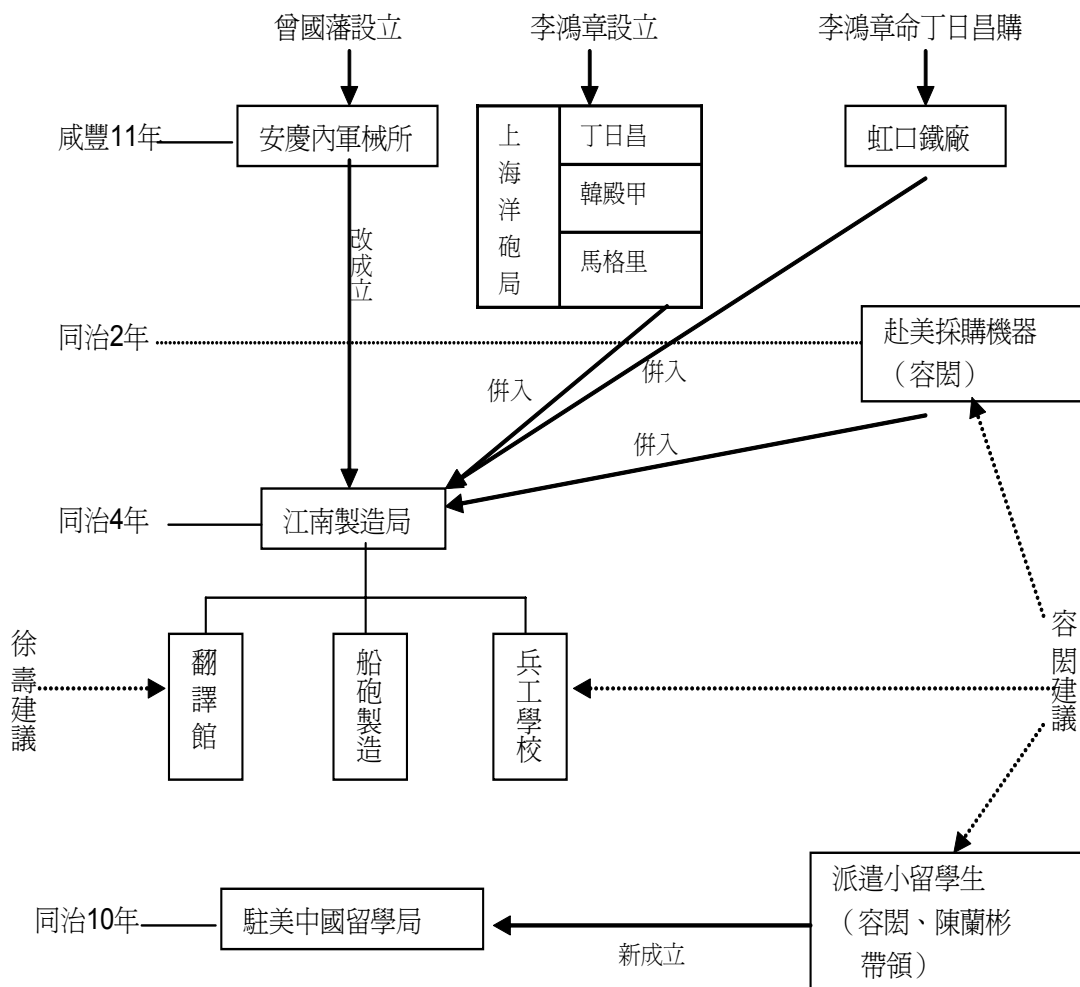 曾國藩設立
李鴻章設立
李鴻章命丁日昌購
咸豐11年
安慶內軍械所
上海洋砲局
丁日昌
韓殿甲
馬格里
虹口鐵廠
改成立
同治2年
赴美採購機器
（容閎）
併入
併入
併入
同治4年
江南製造局
徐壽建議
翻譯館
船砲製造
兵工學校
容閎建議
派遣小留學生
（容閎、陳蘭彬
帶領）
同治10年
駐美中國留學局
新成立